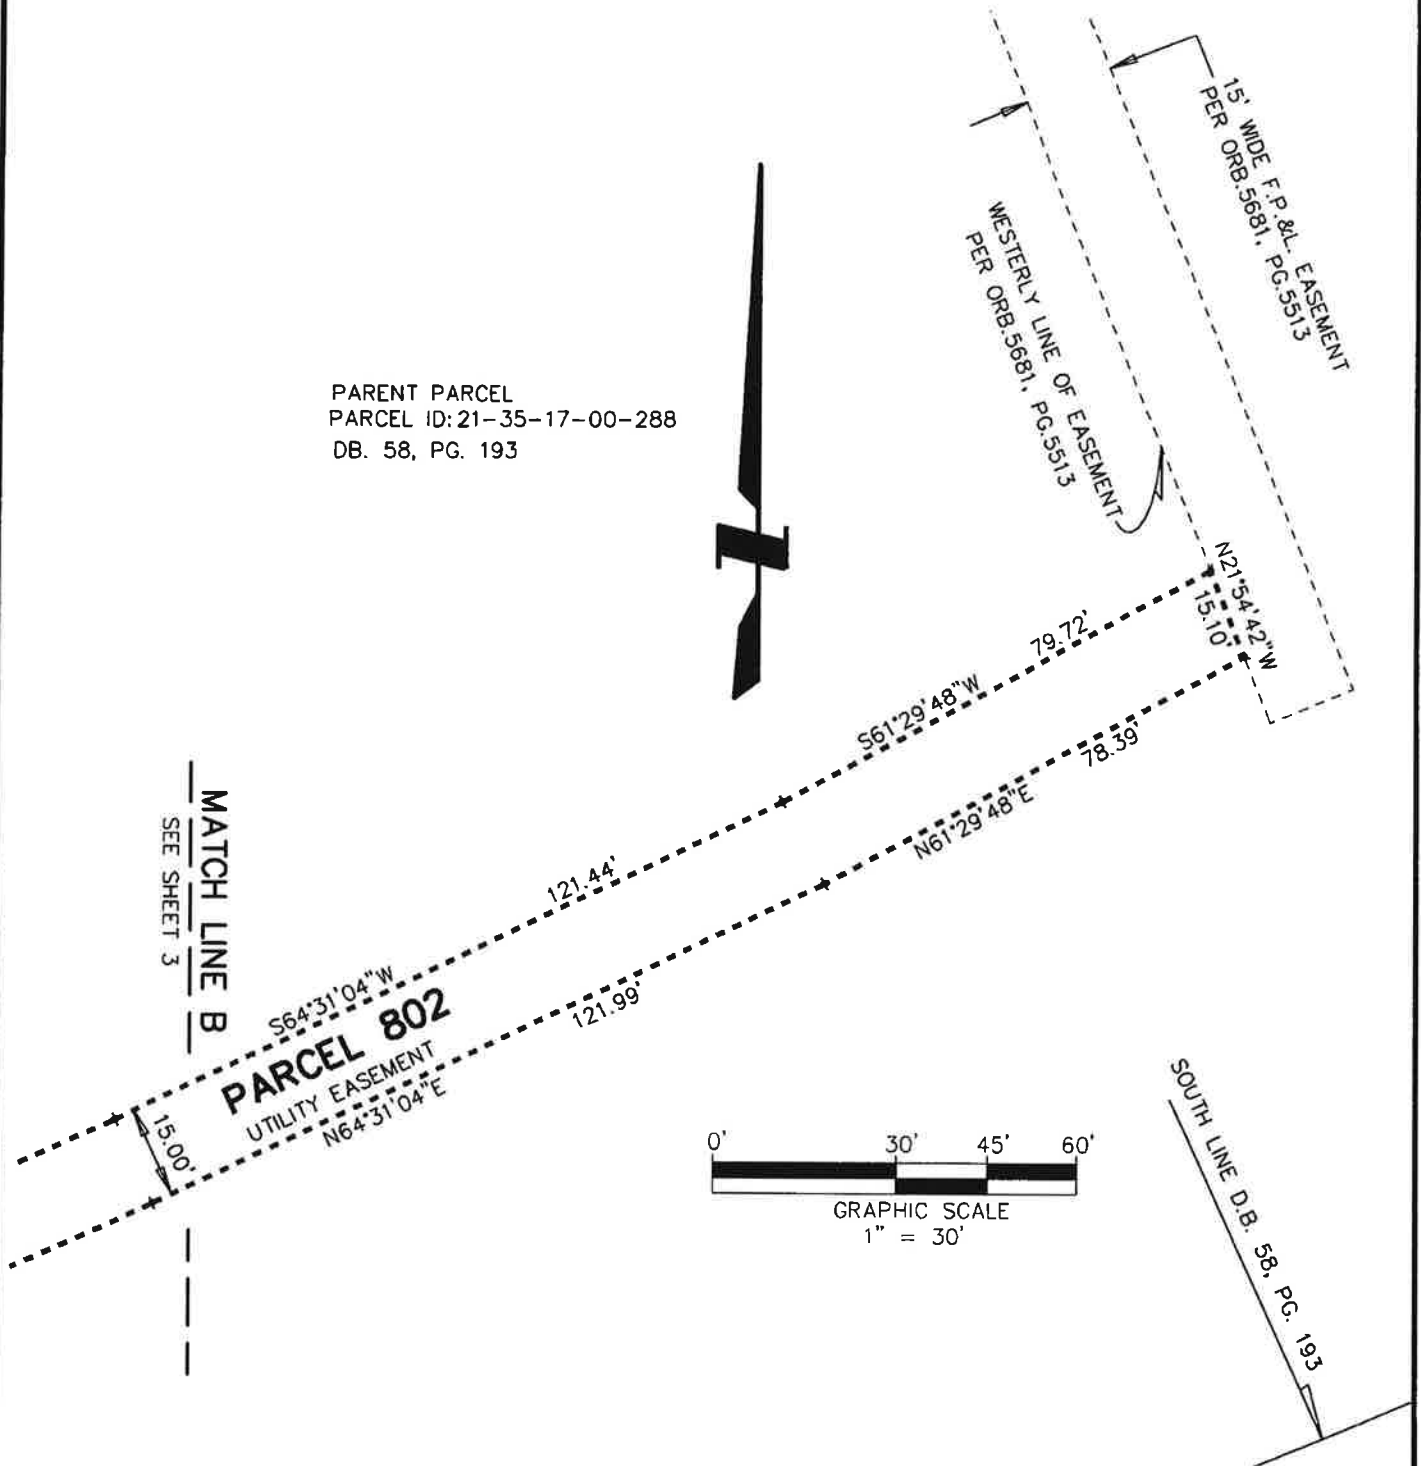 15' WIDE F.P.&L. EASEMENT
PER ORB.5681, PG.5513
WESTERLY LINE OF EASEMENT
PER ORB.5681, PG.5513
PARENT PARCEL
PARCEL ID:21-35-17-00-288
DB. 58, PG. 193
N
N21°54'42"W
15.10'
79.72'
S61°29'48"W
78.39'
N61°29'48"E
MATCH LINE B
SEE SHEET 3
121.44'
S64°31'04"W
121.99'
PARCEL 802
UTILITY EASEMENT
N64°31'04"E
15.00'
0' 30' 45' 60'
GRAPHIC SCALE
1" = 30'
SOUTH LINE D.B. 58, PG. 193